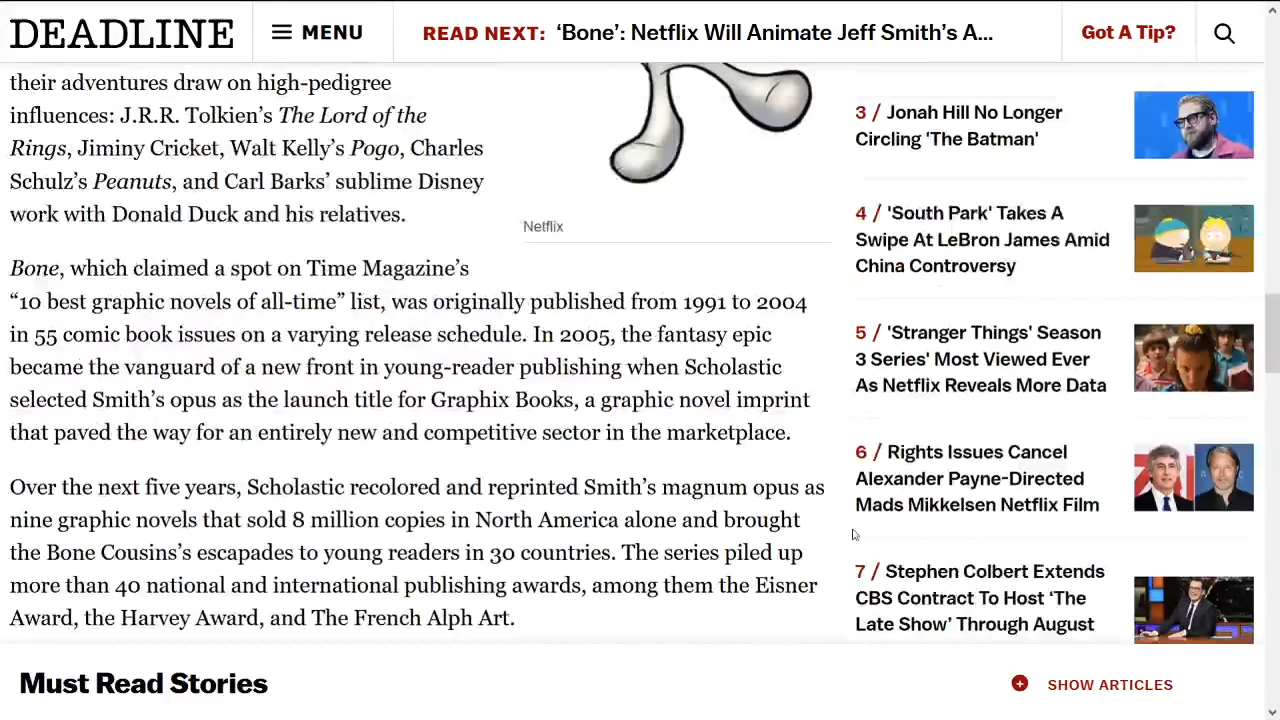 DEADLINE
MENU
READ NEXT: ‘Bone’: Netflix Will Animate Jeff Smith’s A...
Got A Tip?
their adventures draw on high-pedigree
influences: J.R.R. Tolkien’s The Lord of the
Rings, Jiminy Cricket, Walt Kelly’s Pogo, Charles
Schulz’s Peanuts, and Carl Barks’ sublime Disney
work with Donald Duck and his relatives.
Netflix
Bone, which claimed a spot on Time Magazine’s
“10 best graphic novels of all-time” list, was originally published from 1991 to 2004
in 55 comic book issues on a varying release schedule. In 2005, the fantasy epic
became the vanguard of a new front in young-reader publishing when Scholastic
selected Smith’s opus as the launch title for Graphix Books, a graphic novel imprint
that paved the way for an entirely new and competitive sector in the marketplace.
Over the next five years, Scholastic recolored and reprinted Smith’s magnum opus as
nine graphic novels that sold 8 million copies in North America alone and brought
the Bone Cousins’s escapades to young readers in 30 countries. The series piled up
more than 40 national and international publishing awards, among them the Eisner
Award, the Harvey Award, and The French Alph Art.
3 / Jonah Hill No Longer
Circling 'The Batman'
4 / 'South Park' Takes A
Swipe At LeBron James Amid
China Controversy
5 / 'Stranger Things' Season
3 Series' Most Viewed Ever
As Netflix Reveals More Data
6 / Rights Issues Cancel
Alexander Payne-Directed
Mads Mikkelsen Netflix Film
7 / Stephen Colbert Extends
CBS Contract To Host ‘The
Late Show’ Through August
Must Read Stories
SHOW ARTICLES